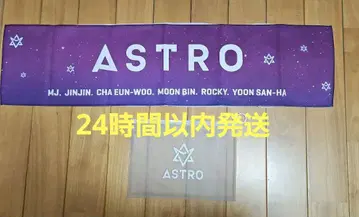 ASTRO
MJ. JINJIN. CHA EUN-WOO. MOON BIN. ROCKY. YOON SAN-HA
24時間以内発送
ASTRO